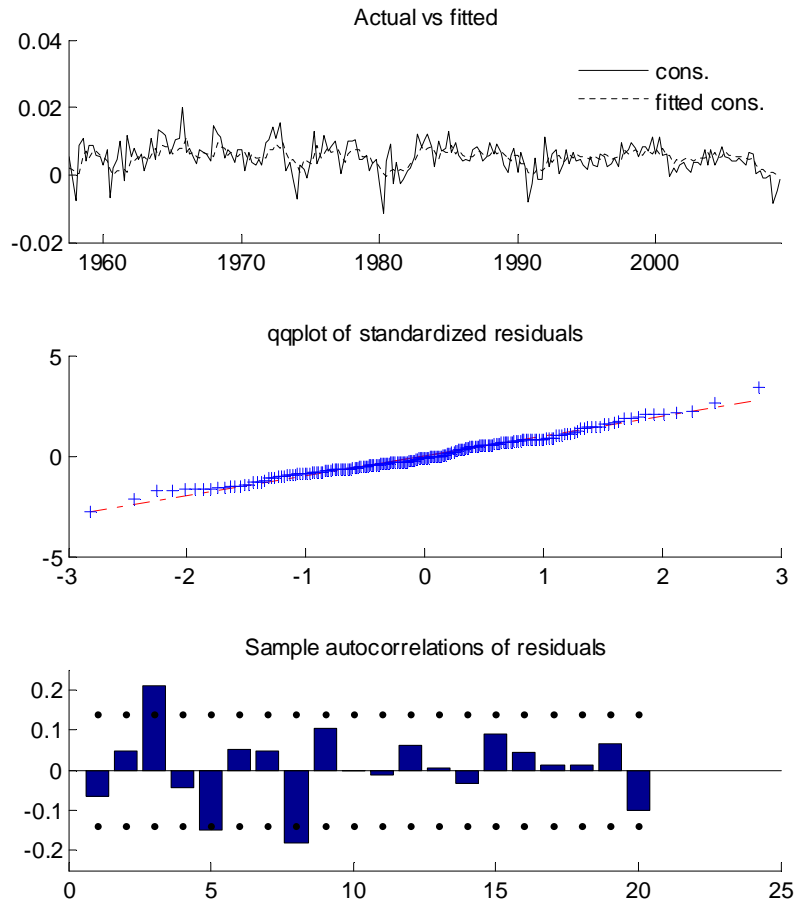 Actual vs fitted
0.04
0.02
0
-0.02
cons.
fitted cons.
1960 1970 1980 1990 2000
qqplot of standardized residuals
5
0
-5
-3 -2 -1 0 1 2 3
Sample autocorrelations of residuals
0.2
0.1
0
-0.1
-0.2
0 5 10 15 20 25